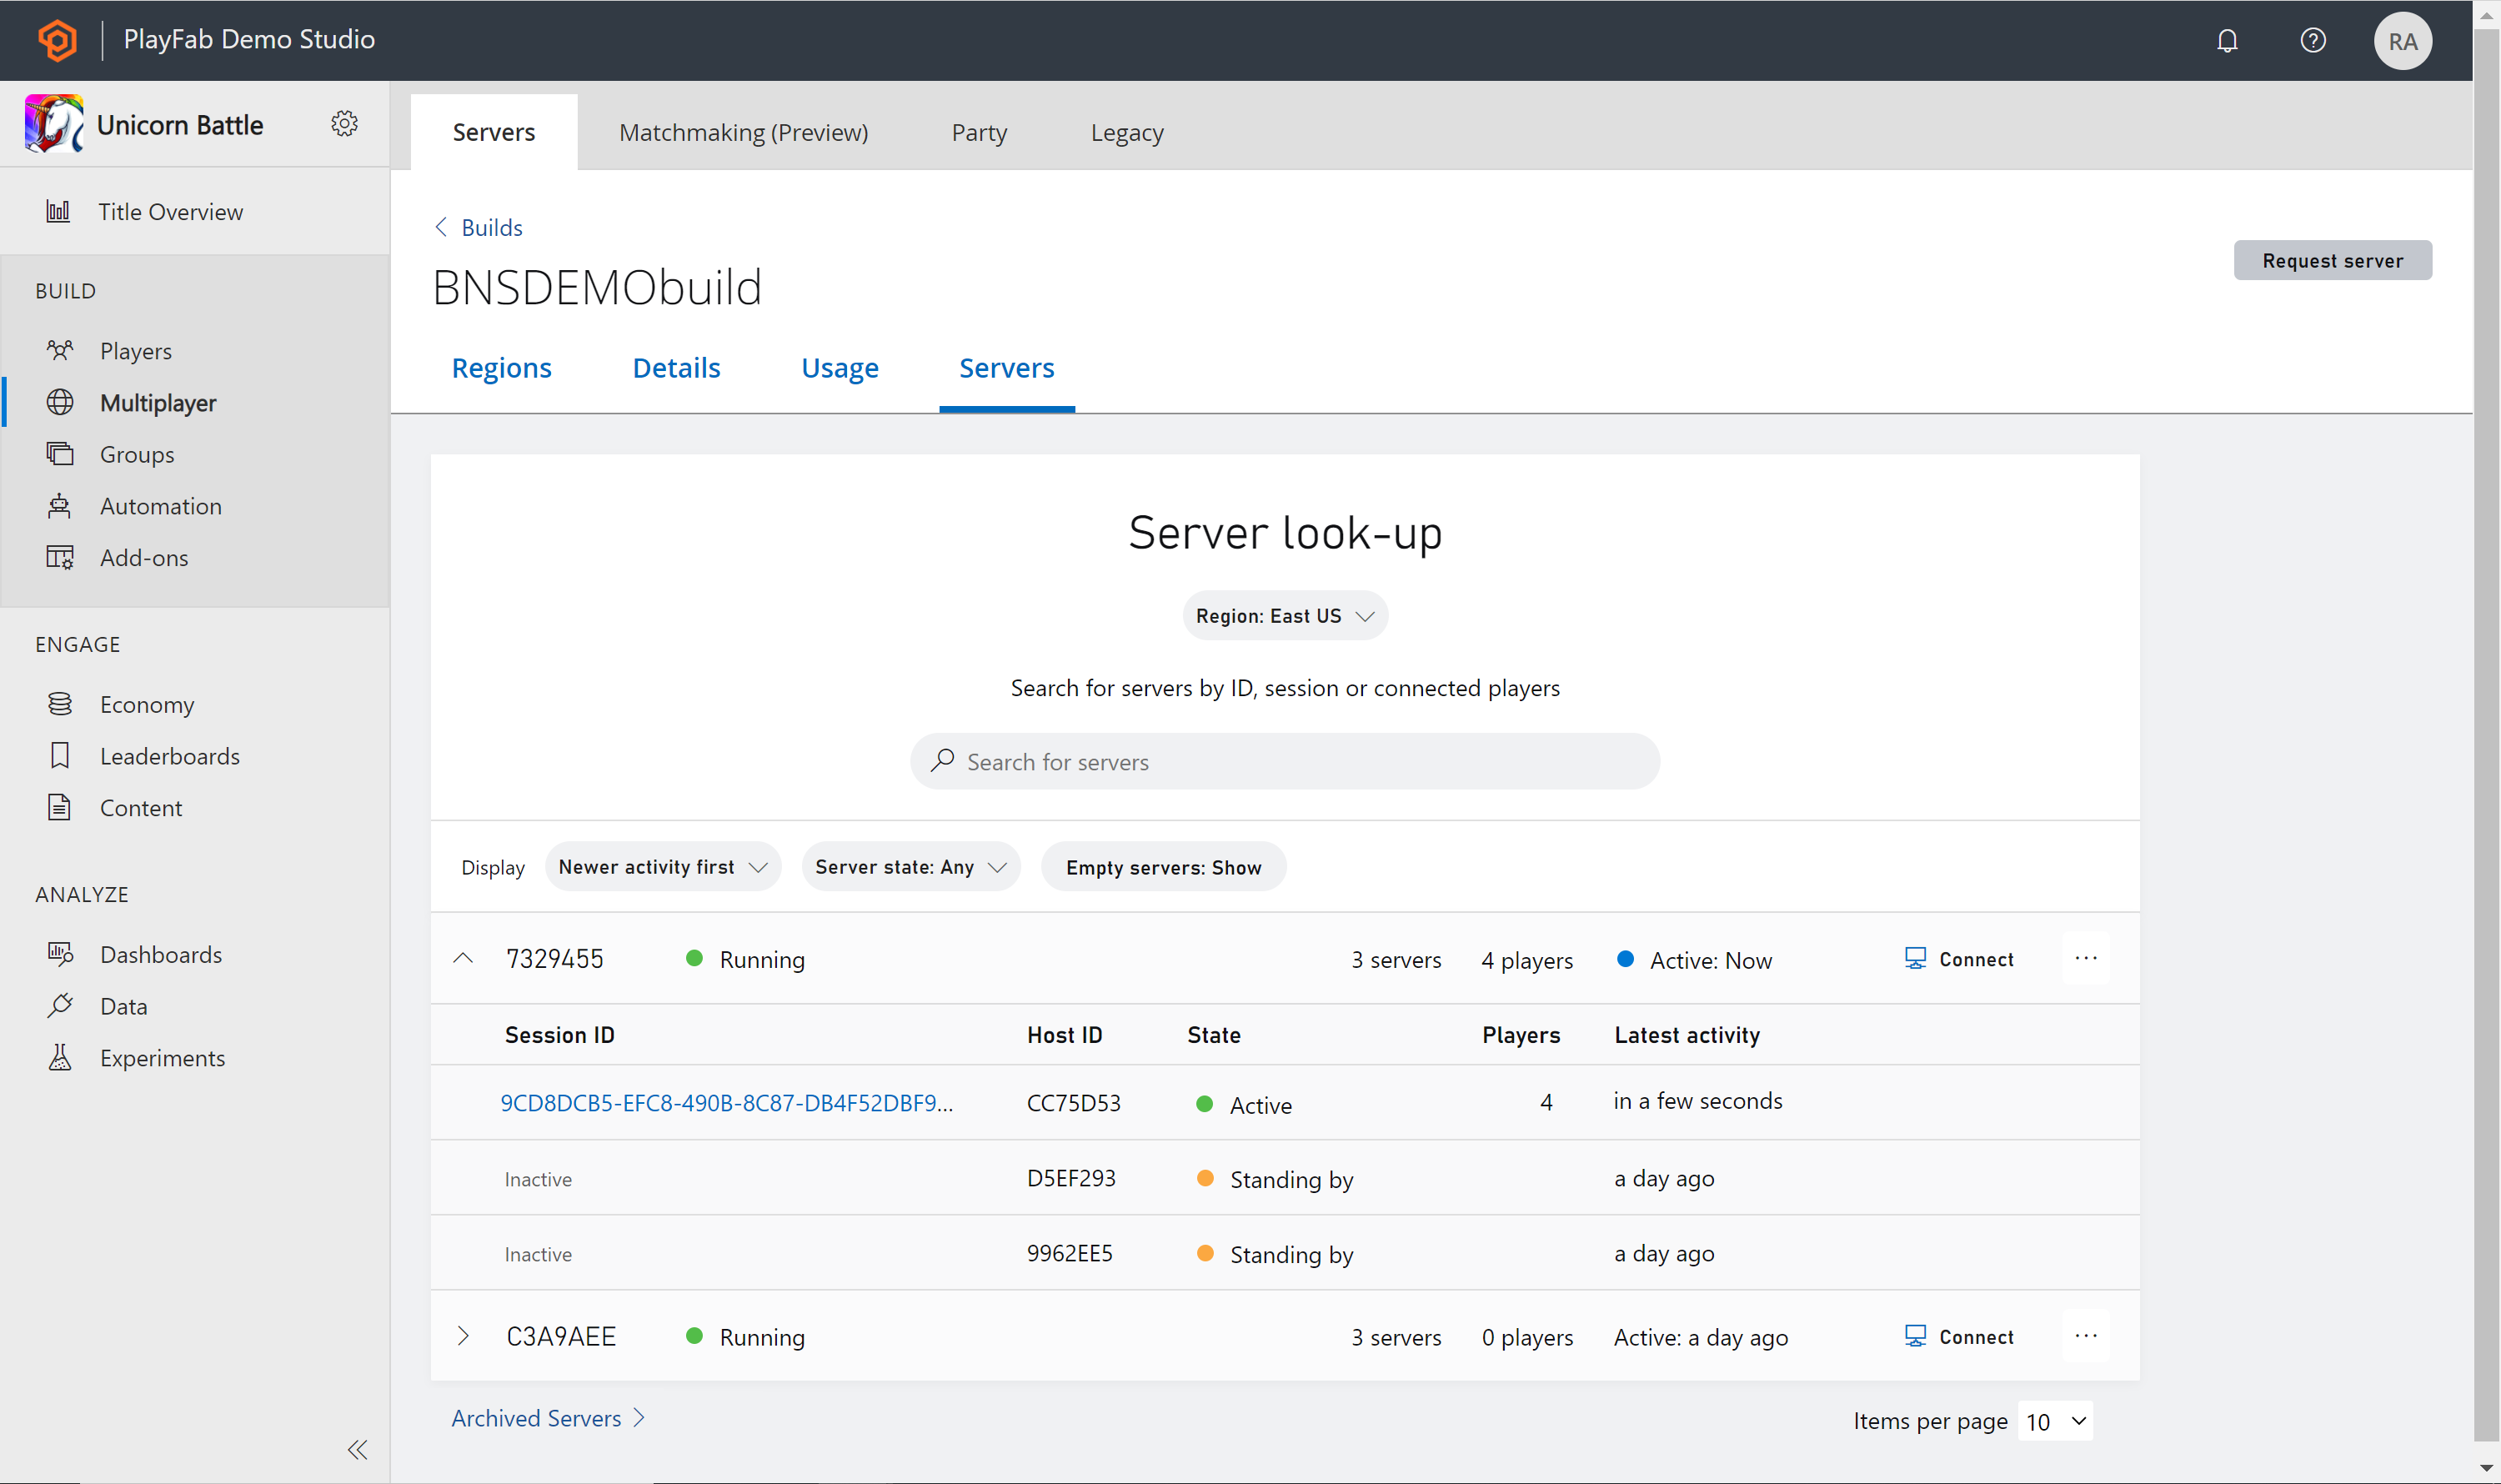 PlayFab Demo Studio
RA
Unicorn Battle
Title Overview
BUILD
Players
Multiplayer
Groups
Automation
Add-ons
ENGAGE
Economy
Leaderboards
Content
ANALYZE
Dashboards
Data
Experiments
Servers Matchmaking (Preview) Party Legacy
Builds
BNSDEMObuild
Request server
Regions Details Usage Servers
Server look-up
Region: East US
Search for servers by ID, session or connected players
Search for servers
Display Newer activity first Server state: Any Empty servers: Show
7329455 Running 3 servers 4 players Active: Now Connect ...
Session ID Host ID State Players Latest activity
9CD8DCB5-EFC8-490B-8C87-DB4F52DBF9... CC75D53 Active 4 in a few seconds
Inactive D5EF293 Standing by a day ago
Inactive 9962EE5 Standing by a day ago
C3A9AEE Running 3 servers 0 players Active: a day ago Connect ...
Archived Servers
Items per page 10